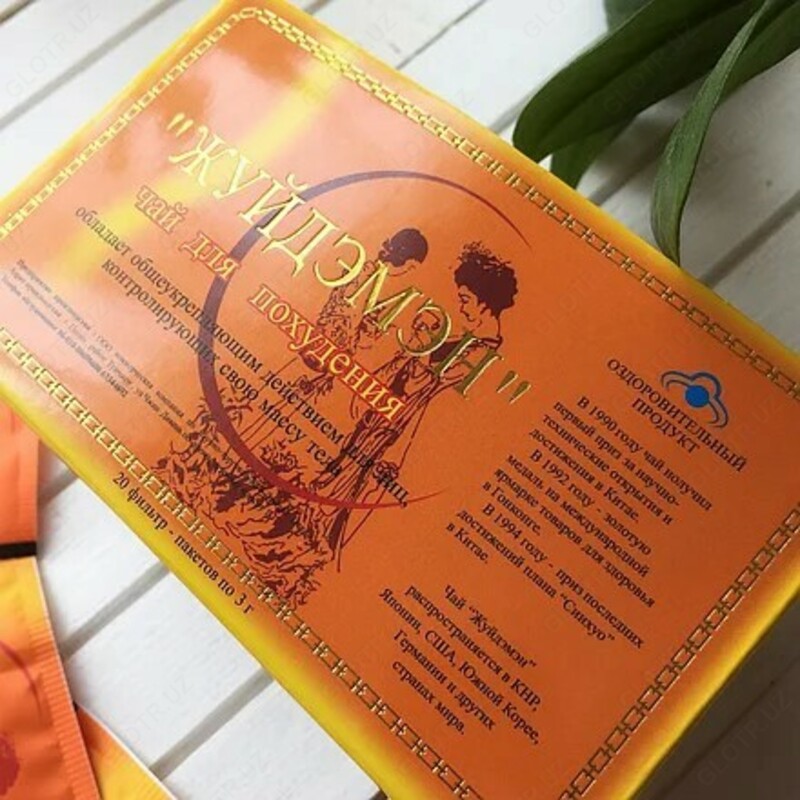 "ЖУЙДЭМЭН"
чай для похудения
обладает общеукрепляющим действием для лиц,
контролирующих свою массу тела
20 фильтр - пакетов по 3 г
ОЗДОРОВИТЕЛЬНЫЙ
ПРОДУКТ
В 1990 году чай получил
первый приз за научно-
технические открытия и
достижения в Китае.
В 1992 году - золотую
медаль на международной
ярмарке товаров для здоровья
в Гонконге.
В 1994 году - приз последних
достижений плана "Синхуо"
в Китае.
Чай "Жуйдэмэн"
распространяется в КНР,
Японии, США, Южной Корее,
Германии и других
странах мира.
GLOTR.UZ